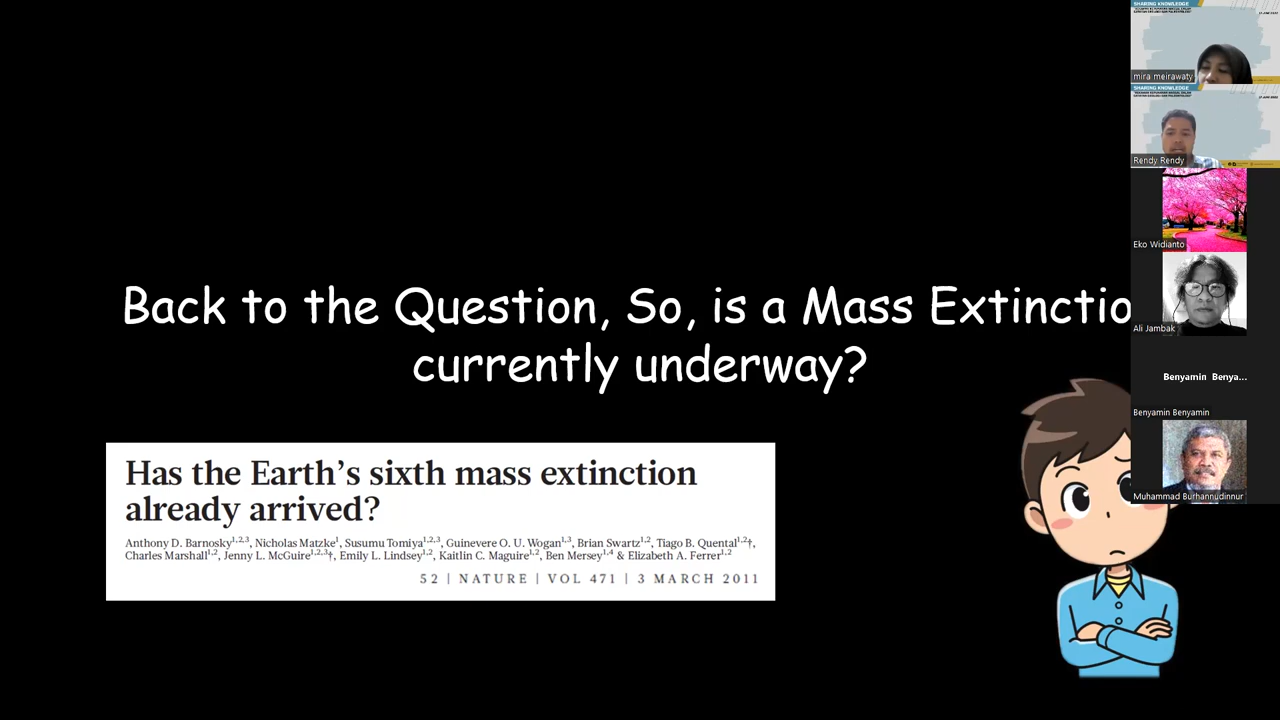 Back to the Question, So, is a Mass Extinctio
currently underway?
Has the Earth's sixth mass extinction
already arrived?
Anthony D. Barnosky1,2,3, Nicholas Matzke1, Susumu Tomiya1,2,3, Guinevere O. U. Wogan1,3, Brian Swartz1,2, Tiago B. Quental1,2†,
Charles Marshall1,2, Jenny L. McGuire1,2,3†, Emily L. Lindsey1,2, Kaitlin C. Maguire1,2, Ben Mersey1,4 & Elizabeth A. Ferrer1,2
52 | NATURE | VOL 471 | 3 MARCH 2011
SHARING KNOWLEDGE
mira meirawaty
SHARING KNOWLEDGE
Rendy Rendy
Eko Widianto
Ali Jambak
Benyamin Benya...
Benyamin Benyamin
Muhammad Burhannudinnur